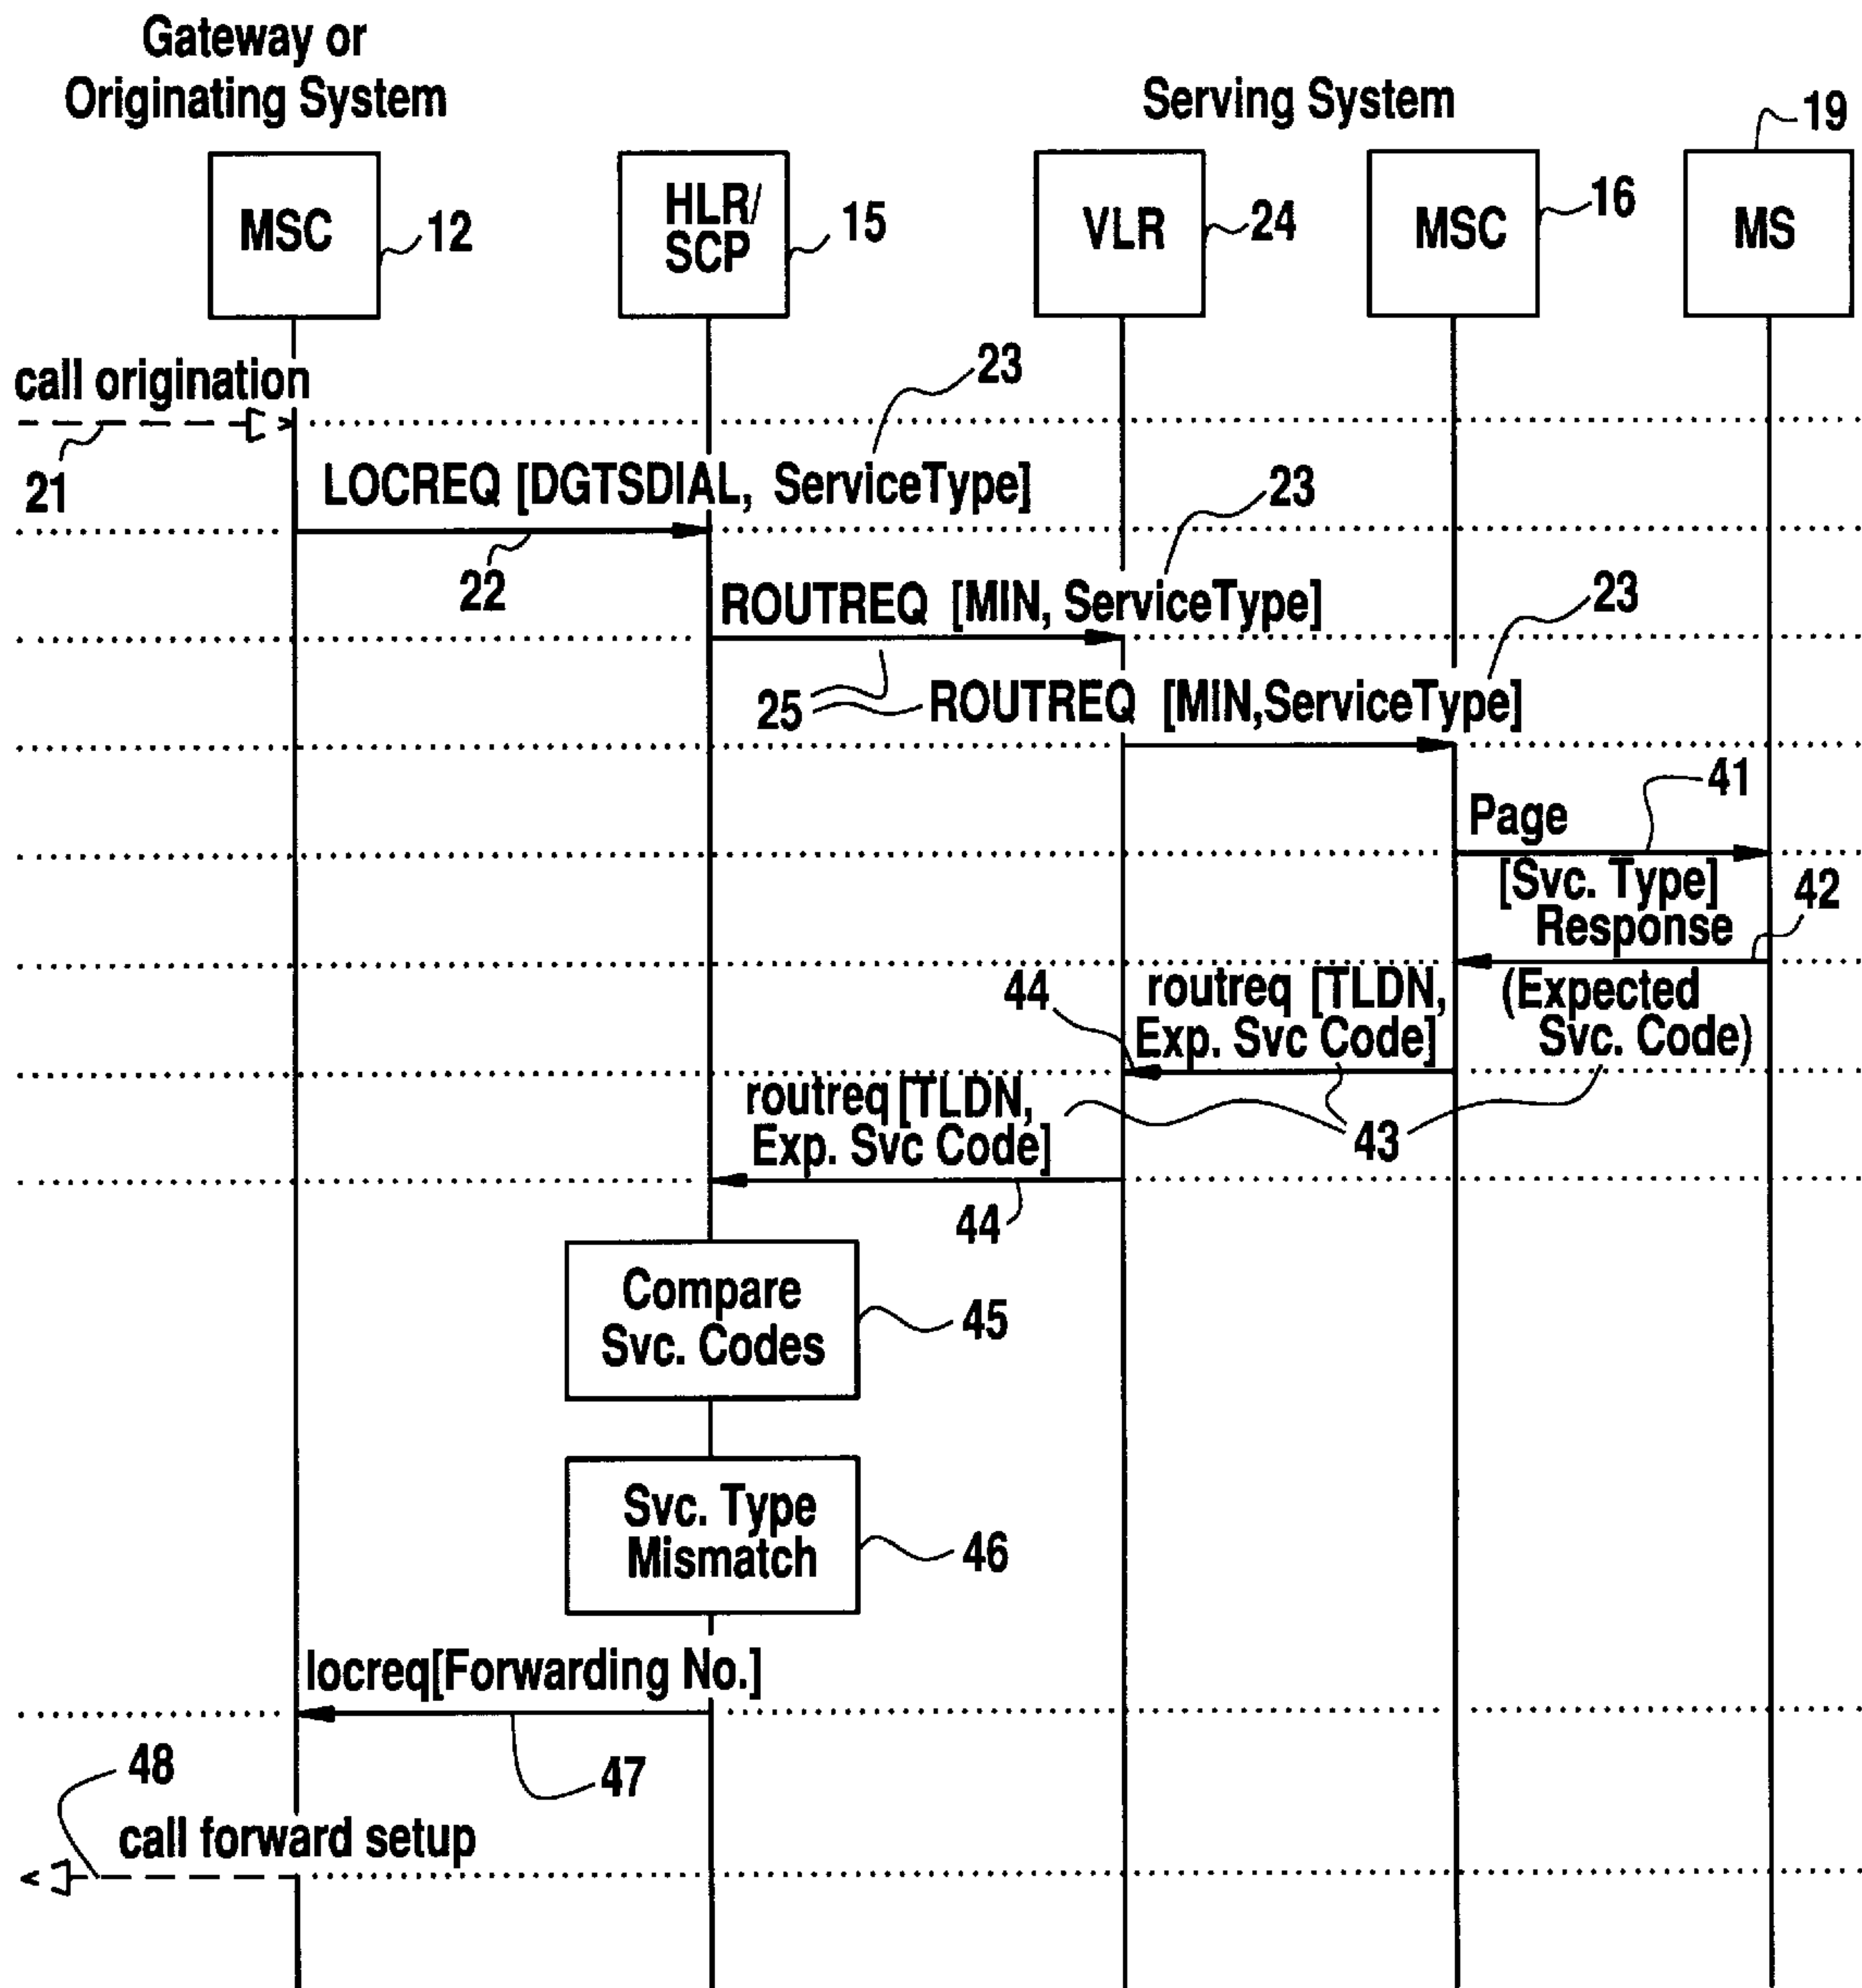 Gateway or
Originating System
Serving System
19
MSC
12
HLR/
SCP
15
VLR
24
MSC
16
MS
call origination
21
23
LOCREQ [DGTSDIAL, ServiceType]
22
23
ROUTREQ [MIN, ServiceType]
23
25
ROUTREQ [MIN,ServiceType]
41
Page
[Svc. Type]
42
Response
44
routreq [TLDN,
Exp. Svc Code]
(Expected
Svc. Code)
routreq [TLDN,
Exp. Svc Code]
43
44
Compare
Svc. Codes
45
Svc. Type
Mismatch
46
locreq[Forwarding No.]
47
48
call forward setup